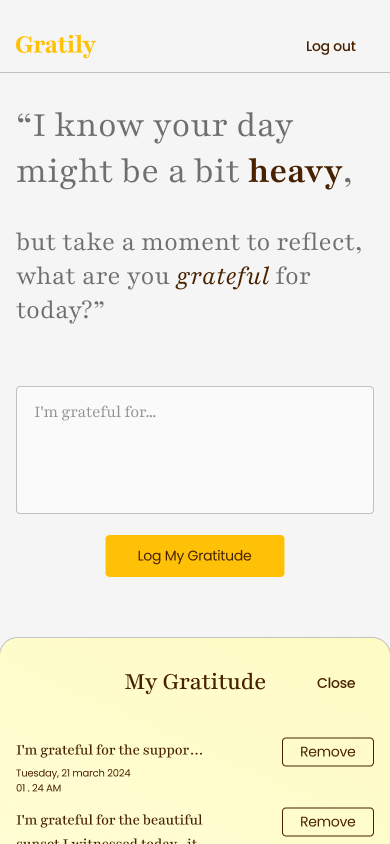 Gratily
Log out
“I know your day
might be a bit heavy,
but take a moment to reflect,
what are you grateful for
today?”
I'm grateful for...
Log My Gratitude
My Gratitude
Close
I'm grateful for the suppor...
Remove
Tuesday, 21 march 2024
01 . 24 AM
I'm grateful for the beautiful
Remove
sunset I witnessed today, it